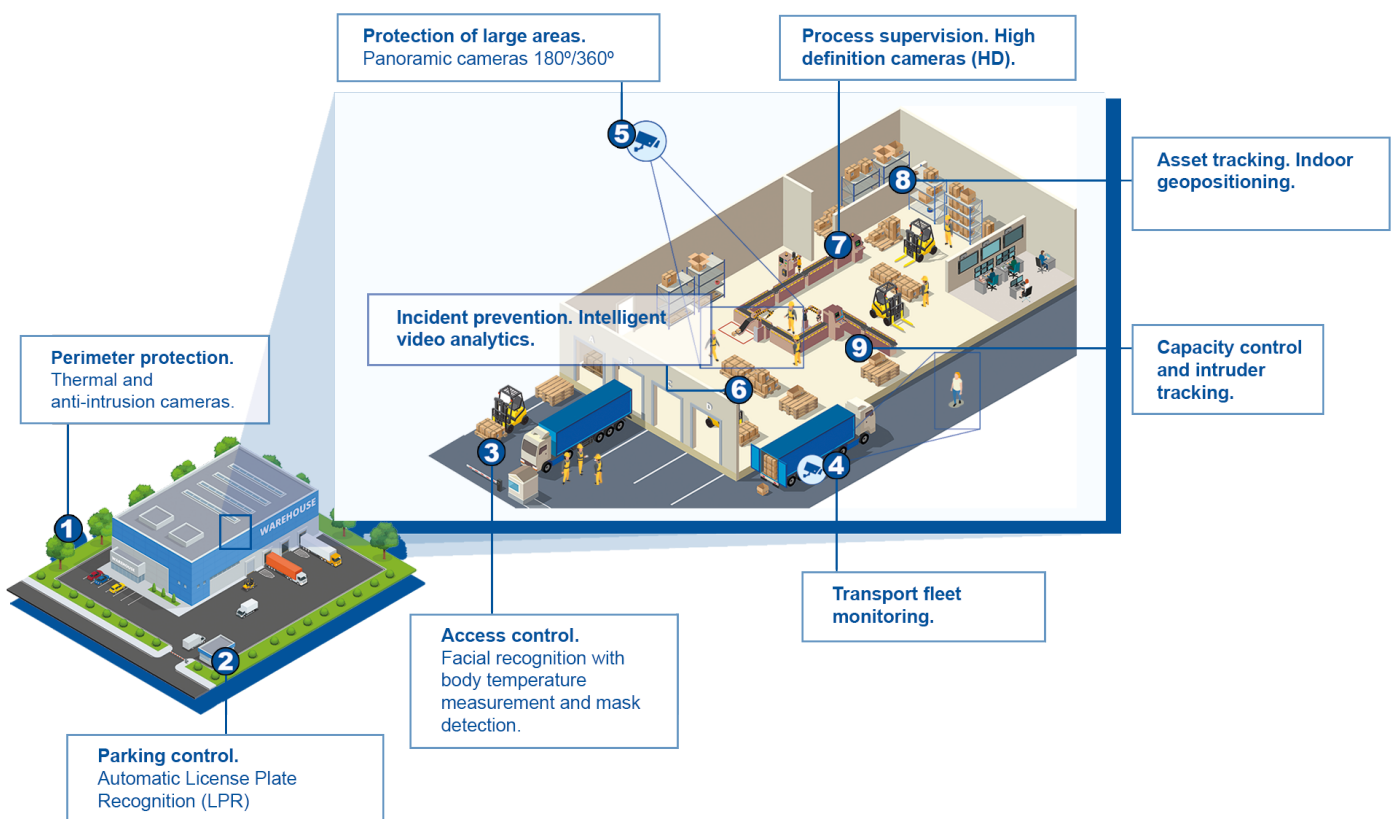 Protection of large areas.
Panoramic cameras 180º/360º
Process supervision. High
definition cameras (HD).
5
Asset tracking. Indoor
geopositioning.
8
7
Incident prevention. Intelligent
video analytics.
Perimeter protection.
Thermal and
anti-intrusion cameras.
9
Capacity control
and intruder
tracking.
6
3
4
1
WAREHOUSE
2
Transport fleet
monitoring.
Access control.
Facial recognition with
body temperature
measurement and mask
detection.
Parking control.
Automatic License Plate
Recognition (LPR)